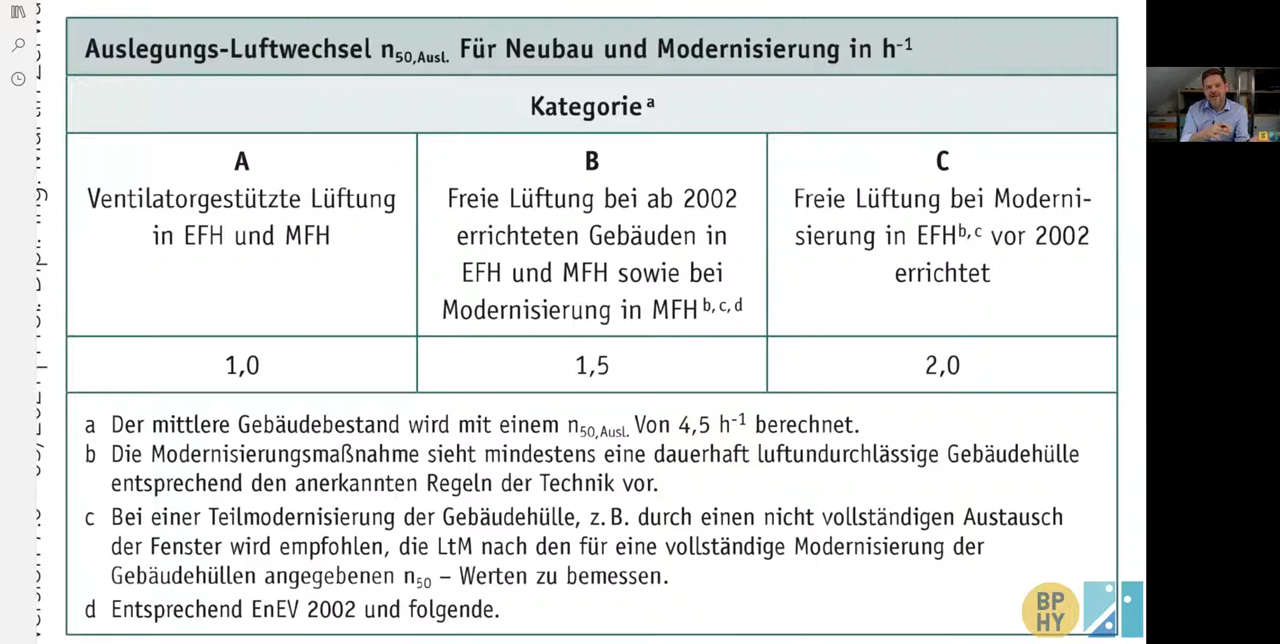 Auslegungs-Luftwechsel n50,Ausl. Für Neubau und Modernisierung in h-1
Kategorie a
A
Ventilatorgestützte Lüftung
in EFH und MFH
B
Freie Lüftung bei ab 2002
errichteten Gebäuden in
EFH und MFH sowie bei
Modernisierung in MFH b, c, d
C
Freie Lüftung bei Moderni-
sierung in EFH b, c vor 2002
errichtet
1,0
1,5
2,0
a Der mittlere Gebäudebestand wird mit einem n50,Ausl. Von 4,5 h-1 berechnet.
b Die Modernisierungsmaßnahme sieht mindestens eine dauerhaft luftundurchlässige Gebäudehülle
entsprechend den anerkannten Regeln der Technik vor.
c Bei einer Teilmodernisierung der Gebäudehülle, z. B. durch einen nicht vollständigen Austausch
der Fenster wird empfohlen, die LtM nach den für eine vollständige Modernisierung der
Gebäudehüllen angegebenen n50 – Werten zu bemessen.
d Entsprechend EnEV 2002 und folgende.
BP
HY